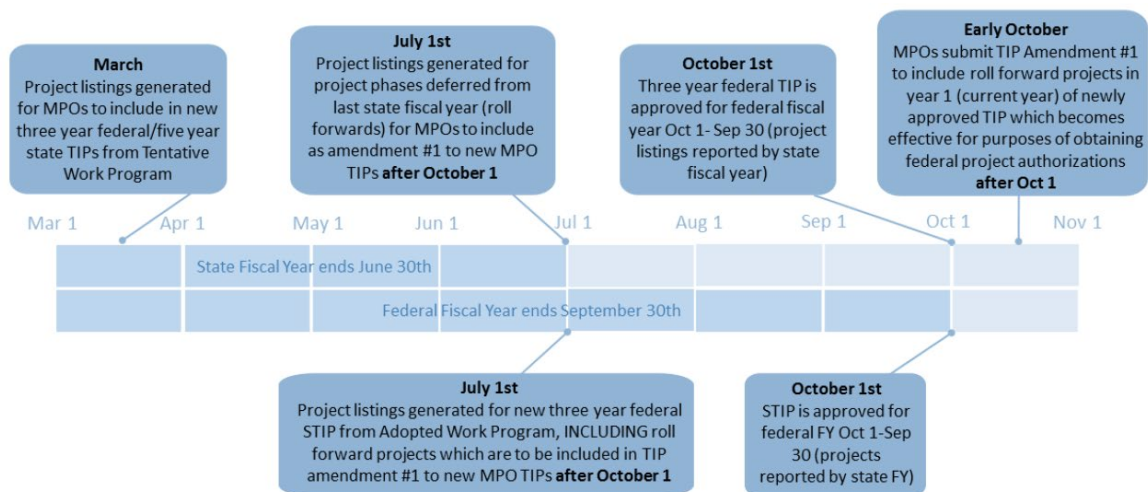 March
Project listings generated
for MPOs to include in new
three year federal/five year
state TIPs from Tentative
Work Program
July 1st
Project listings generated for
project phases deferred from
last state fiscal year (roll
forwards) for MPOs to include
as amendment #1 to new MPO
TIPs after October 1
October 1st
Three year federal TIP is
approved for federal fiscal
year Oct 1- Sep 30 (project
listings reported by state
fiscal year)
Early October
MPOs submit TIP Amendment #1
to include roll forward projects in
year 1 (current year) of newly
approved TIP which becomes
effective for purposes of obtaining
federal project authorizations
after Oct 1
Mar 1
Apr 1
May 1
Jun 1
Jul 1
Aug 1
Sep 1
Oct 1
Nov 1
State Fiscal Year ends June 30th
Federal Fiscal Year ends September 30th
July 1st
Project listings generated for new three year federal
STIP from Adopted Work Program, INCLUDING roll
forward projects which are to be included in TIP
amendment #1 to new MPO TIPs after October 1
October 1st
STIP is approved for
federal FY Oct 1-Sep
30 (projects
reported by state FY)